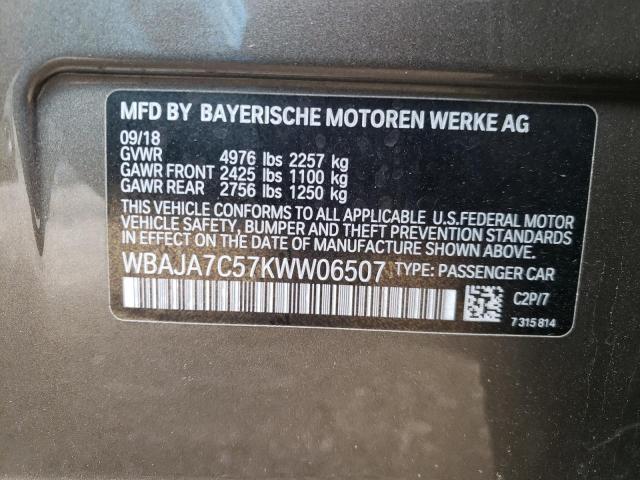 MFD BY BAYERISCHE MOTOREN WERKE AG
09/18
GVWR 4976 lbs 2257 kg
GAWR FRONT 2425 lbs 1100 kg
GAWR REAR 2756 lbs 1250 kg
THIS VEHICLE CONFORMS TO ALL APPLICABLE U.S.FEDERAL MOTOR
VEHICLE SAFETY, BUMPER AND THEFT PREVENTION STANDARDS
IN EFFECT ON THE DATE OF MANUFACTURE SHOWN ABOVE.
WBAJA7C57KWW06507 TYPE: PASSENGER CAR
C2P/7
7 315 814